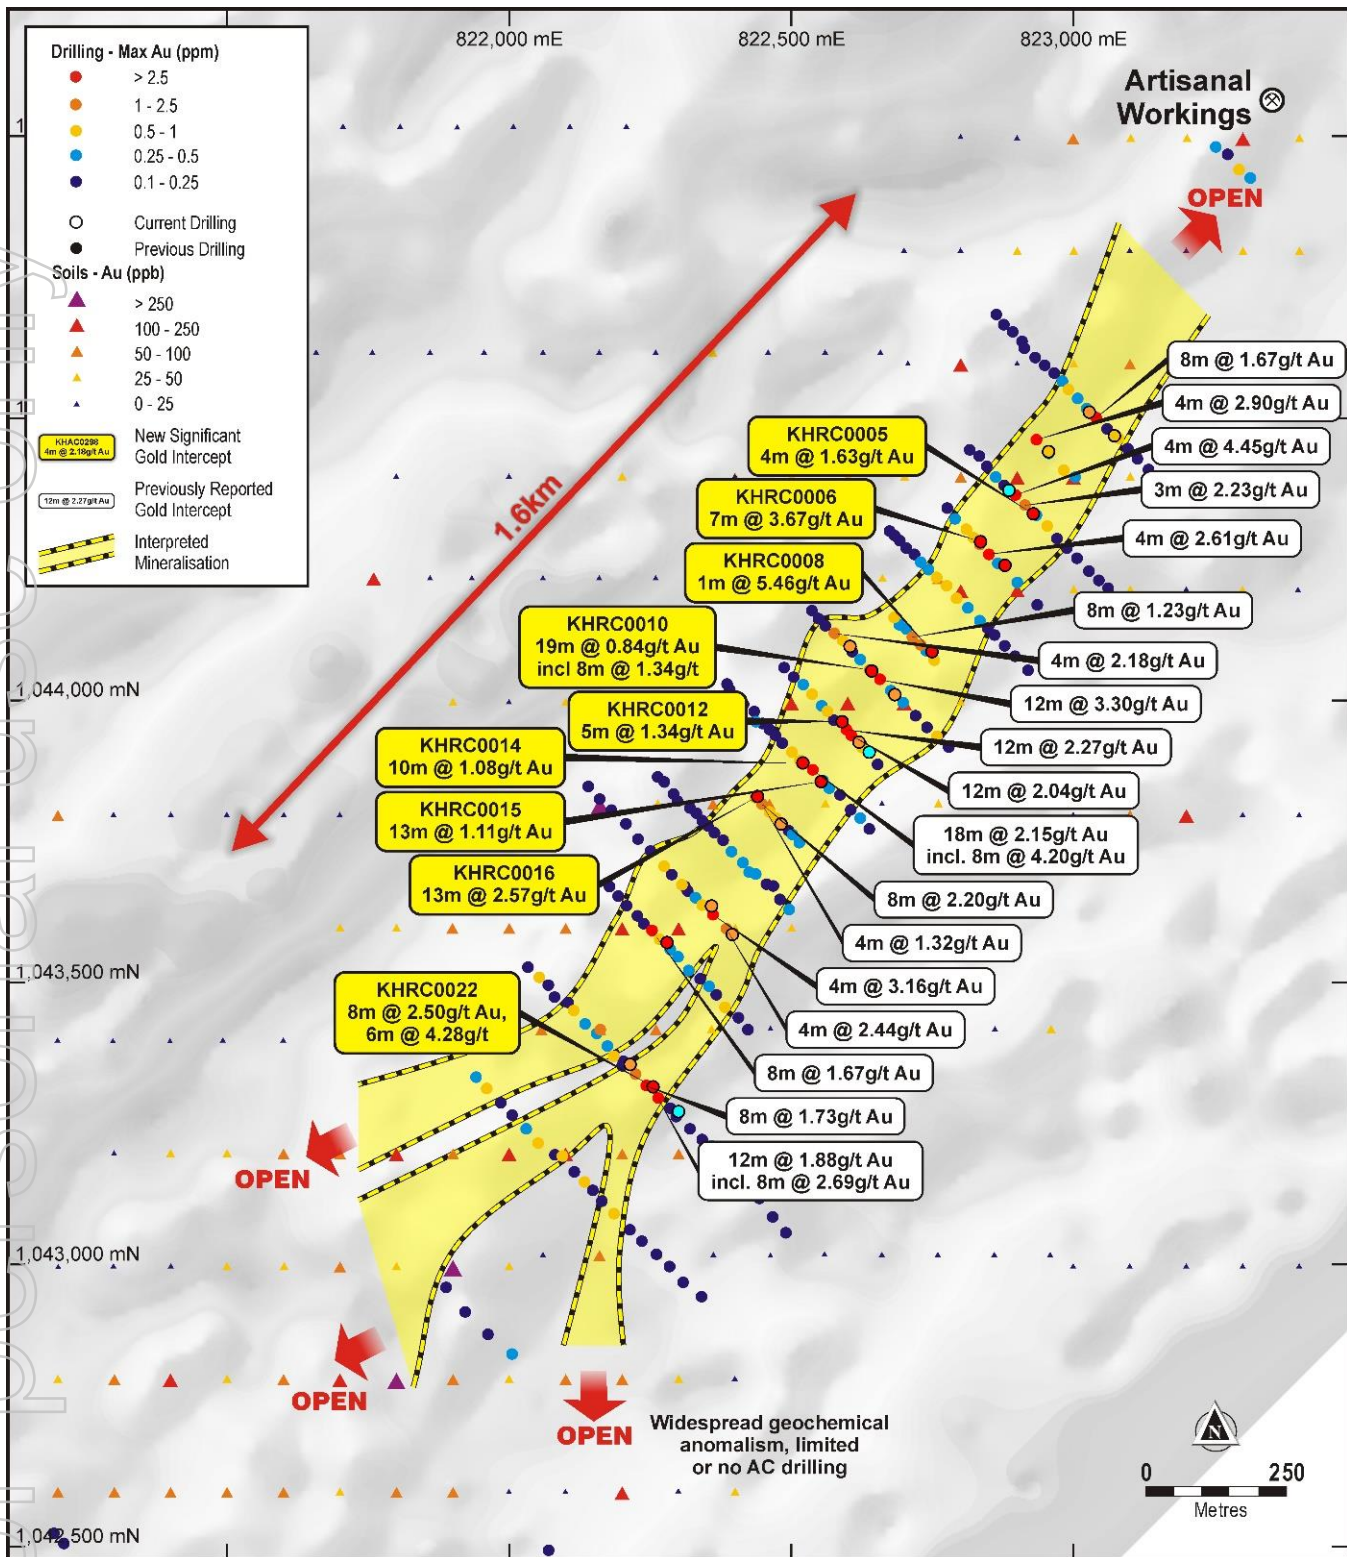 822,000 mE
822,500 mE
823,000 mE
Drilling - Max Au (ppm)
> 2.5
1 - 2.5
0.5 - 1
0.25 - 0.5
0.1 - 0.25
Current Drilling
Previous Drilling
Soils - Au (ppb)
> 250
100 - 250
50 - 100
25 - 50
0 - 25
KHAC0298
4m @ 2.18g/t Au
New Significant
Gold Intercept
12m @ 2.27g/t Au
Previously Reported
Gold Intercept
Interpreted
Mineralisation
Artisanal
Workings
OPEN
1.6km
8m @ 1.67g/t Au
4m @ 2.90g/t Au
KHRC0005
4m @ 1.63g/t Au
4m @ 4.45g/t Au
3m @ 2.23g/t Au
KHRC0006
7m @ 3.67g/t Au
4m @ 2.61g/t Au
KHRC0008
1m @ 5.46g/t Au
8m @ 1.23g/t Au
KHRC0010
19m @ 0.84g/t Au
incl 8m @ 1.34g/t
4m @ 2.18g/t Au
1,044,000 mN
12m @ 3.30g/t Au
KHRC0012
5m @ 1.34g/t Au
12m @ 2.27g/t Au
KHRC0014
10m @ 1.08g/t Au
12m @ 2.04g/t Au
KHRC0015
13m @ 1.11g/t Au
18m @ 2.15g/t Au
incl. 8m @ 4.20g/t Au
KHRC0016
13m @ 2.57g/t Au
8m @ 2.20g/t Au
4m @ 1.32g/t Au
1,043,500 mN
4m @ 3.16g/t Au
KHRC0022
8m @ 2.50g/t Au,
6m @ 4.28g/t
4m @ 2.44g/t Au
8m @ 1.67g/t Au
8m @ 1.73g/t Au
12m @ 1.88g/t Au
incl. 8m @ 2.69g/t Au
OPEN
1,043,000 mN
OPEN
OPEN
Widespread geochemical
anomalism, limited
or no AC drilling
N
0 250
Metres
1,042,500 mN